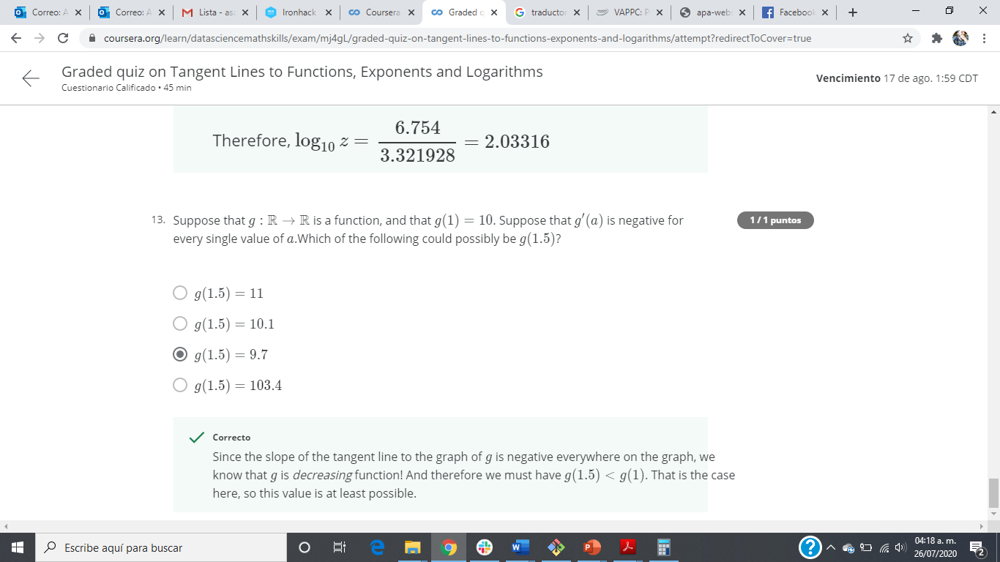 Correo: A
Correo: A
Lista - asa
Ironhack
Coursera
Graded q
traductor
VAPPC: P
apa-webs
Facebook
coursera.org/learn/datasciencemathskills/exam/mj4gL/graded-quiz-on-tangent-lines-to-functions-exponents-and-logarithms/attempt?redirectToCover=true
Graded quiz on Tangent Lines to Functions, Exponents and Logarithms
Cuestionario Calificado • 45 min
Vencimiento 17 de ago. 1:59 CDT
Therefore, log₁₀ z = 6.754 / 3.321928 = 2.03316
13. Suppose that g : ℝ → ℝ is a function, and that g(1) = 10. Suppose that g′(a) is negative for
every single value of a.Which of the following could possibly be g(1.5)?
1 / 1 puntos
g(1.5) = 11
g(1.5) = 10.1
g(1.5) = 9.7
g(1.5) = 103.4
Correcto
Since the slope of the tangent line to the graph of g is negative everywhere on the graph, we
know that g is decreasing function! And therefore we must have g(1.5) < g(1). That is the case
here, so this value is at least possible.
Escribe aquí para buscar
04:18 a. m.
26/07/2020
2